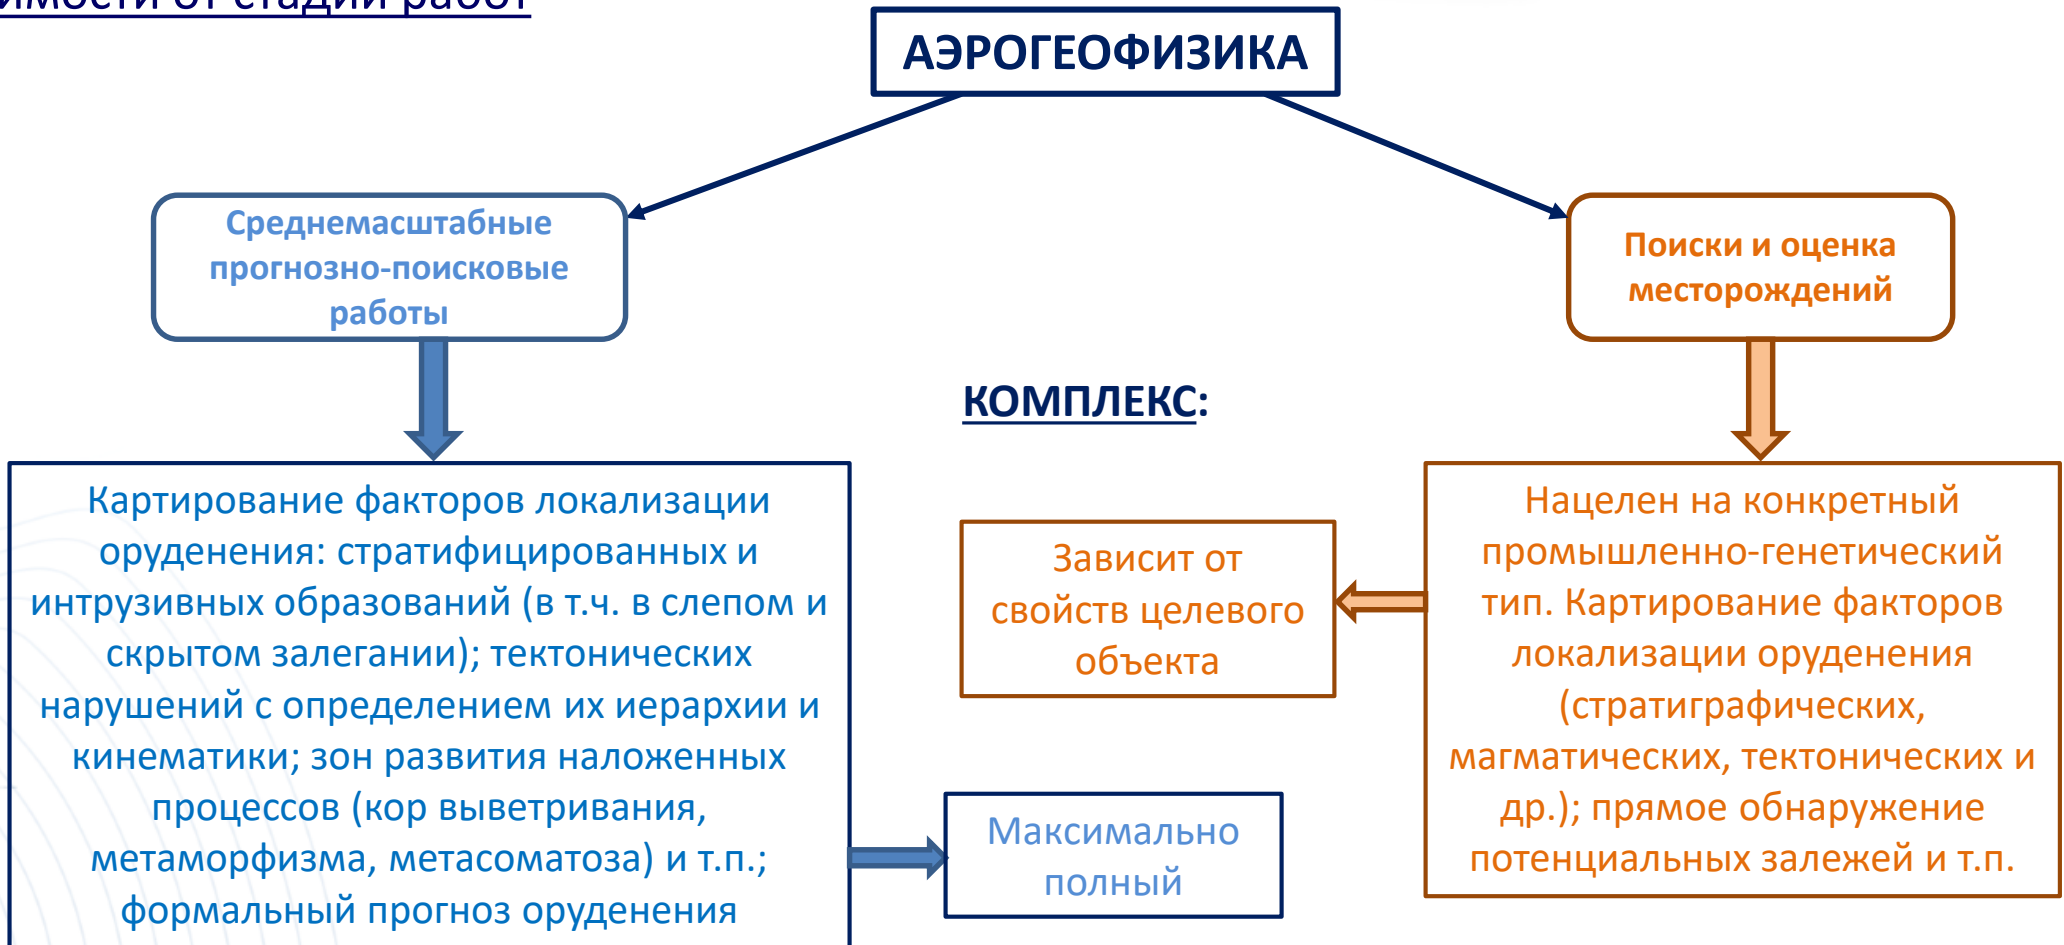 от стадии работ
АЭРОГЕОФИЗИКА
Среднемасштабные
прогнозно-поисковые
работы
Поиски и оценка
месторождений
КОМПЛЕКС:
Картирование факторов локализации
оруденения: стратифицированных и
интрузивных образований (в т.ч. в слепом и
скрытом залегании); тектонических
нарушений с определением их иерархии и
кинематики; зон развития наложенных
процессов (кор выветривания,
метаморфизма, метасоматоза) и т.п.;
формальный прогноз оруденения
Зависит от
свойств целевого
объекта
Максимально
полный
Нацелен на конкретный
промышленно-генетический
тип. Картирование факторов
локализации оруденения
(стратиграфических,
магматических, тектонических и
др.); прямое обнаружение
потенциальных залежей и т.п.